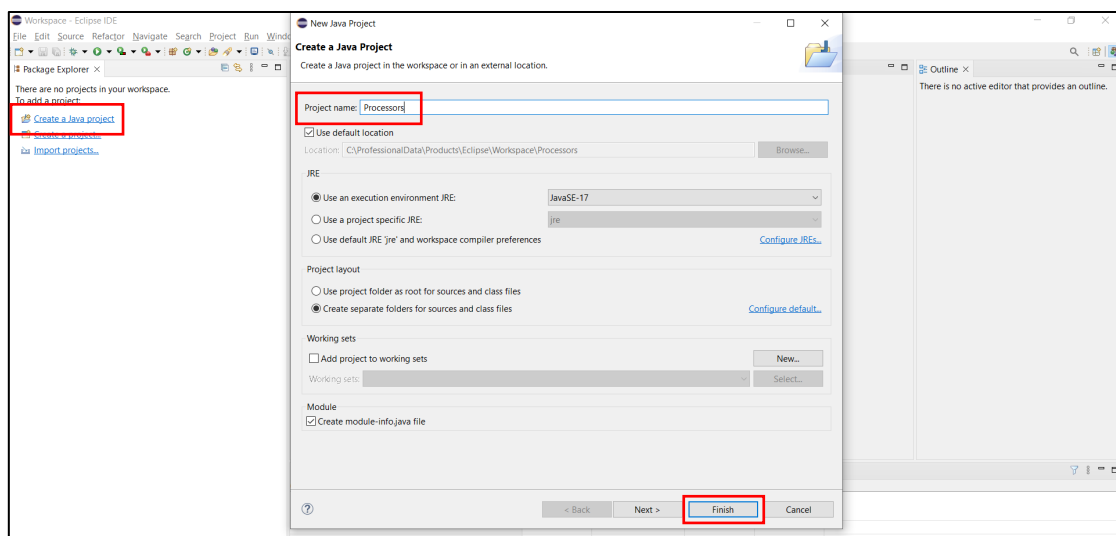 Workspace - Eclipse IDE
File Edit Source Refactor Navigate Search Project Run Windo
Package Explorer
There are no projects in your workspace.
To add a project:
Create a Java project
Create a project...
Import projects...
New Java Project
Create a Java Project
Create a Java project in the workspace or in an external location.
Project name: Processors
Use default location
Location: C:\ProfessionalData\Products\Eclipse\Workspace\Processors Browse...
JRE
Use an execution environment JRE: JavaSE-17
Use a project specific JRE: jre
Use default JRE 'jre' and workspace compiler preferences Configure JREs...
Project layout
Use project folder as root for sources and class files
Create separate folders for sources and class files Configure default...
Working sets
Add project to working sets New...
Working sets: Select...
Module
Create module-info.java file
? < Back Next > Finish Cancel
Outline
There is no active editor that provides an outline.